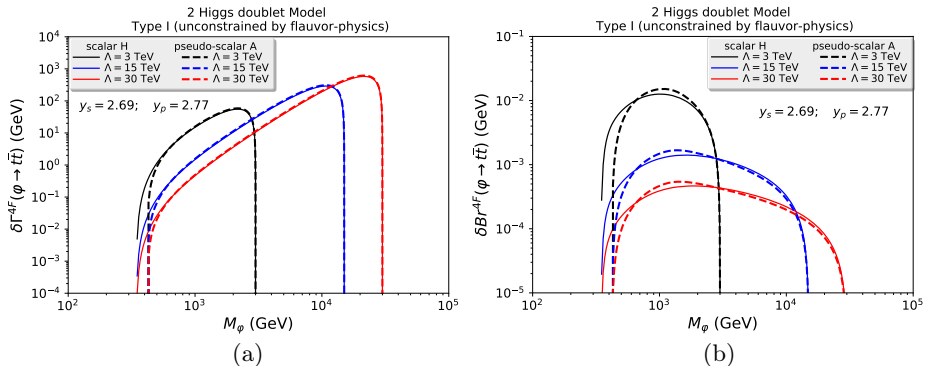 2 Higgs doublet Model
Type I (unconstrained by flauvor-physics)
scalar H pseudo-scalar A
Λ = 3 TeV Λ = 3 TeV
Λ = 15 TeV Λ = 15 TeV
Λ = 30 TeV Λ = 30 TeV
y_s = 2.69; y_p = 2.77
δΓ^{4F}(φ → tt̄) (GeV)
10^4
10^3
10^2
10^1
10^0
10^{−1}
10^{−2}
10^{−3}
10^{−4}
10^2 10^3 10^4 10^5
M_φ (GeV)
(a)
2 Higgs doublet Model
Type I (unconstrained by flauvor-physics)
scalar H pseudo-scalar A
Λ = 3 TeV Λ = 3 TeV
Λ = 15 TeV Λ = 15 TeV
Λ = 30 TeV Λ = 30 TeV
y_s = 2.69; y_p = 2.77
δBr^{4F}(φ → tt̄) (GeV)
10^{−1}
10^{−2}
10^{−3}
10^{−4}
10^{−5}
10^2 10^3 10^4 10^5
M_φ (GeV)
(b)